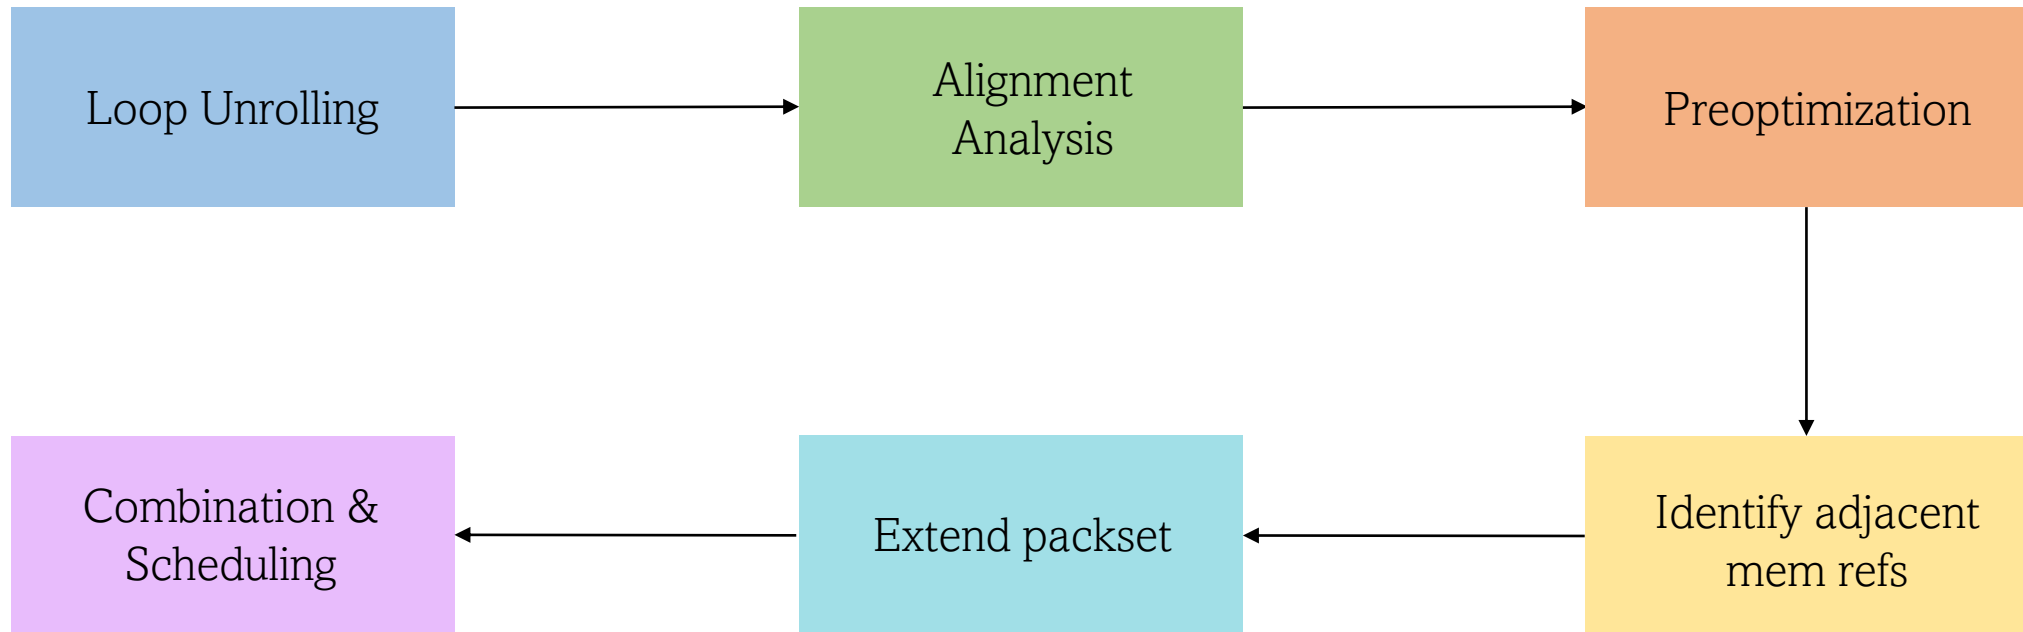 Loop Unrolling
Alignment
Analysis
Preoptimization
Identify adjacent
mem refs
Extend packset
Combination &
Scheduling